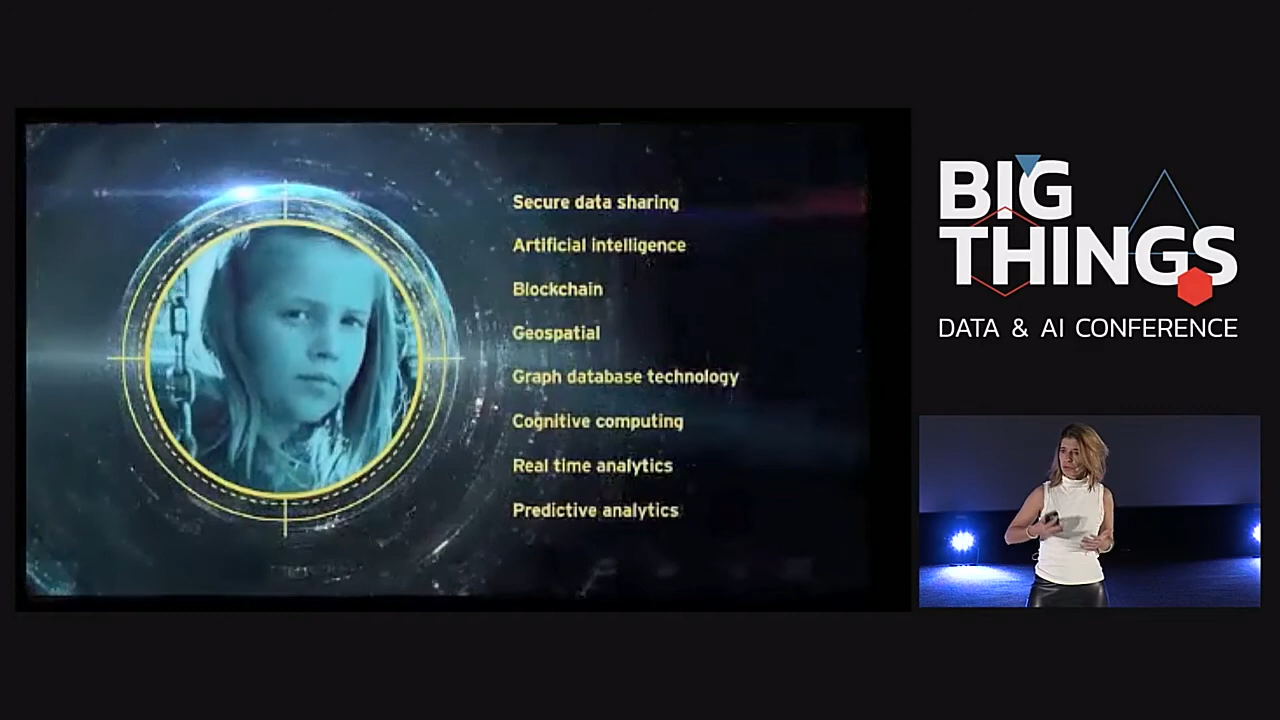 Secure data sharing
Artificial intelligence
Blockchain
Geospatial
Graph database technology
Cognitive computing
Real time analytics
Predictive analytics
BIG
THINGS
DATA & AI CONFERENCE